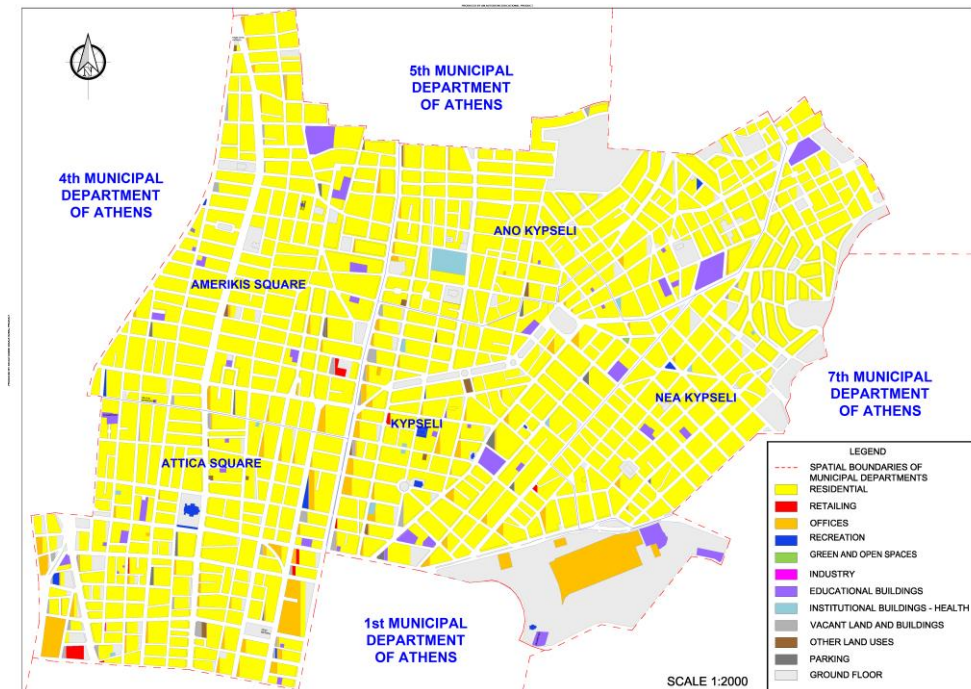 5th MUNICIPAL
DEPARTMENT
OF ATHENS
4th MUNICIPAL
DEPARTMENT
OF ATHENS
ANO KYPSELI
AMERIKIS SQUARE
7th MUNICIPAL
DEPARTMENT
OF ATHENS
NEA KYPSELI
KYPSELI
ATTICA SQUARE
1st MUNICIPAL
DEPARTMENT
OF ATHENS
LEGEND
SPATIAL BOUNDARIES OF
MUNICIPAL DEPARTMENTS
RESIDENTIAL
RETAILING
OFFICES
RECREATION
GREEN AND OPEN SPACES
INDUSTRY
EDUCATIONAL BUILDINGS
INSTITUTIONAL BUILDINGS - HEALTH
VACANT LAND AND BUILDINGS
OTHER LAND USES
PARKING
GROUND FLOOR
SCALE 1:2000